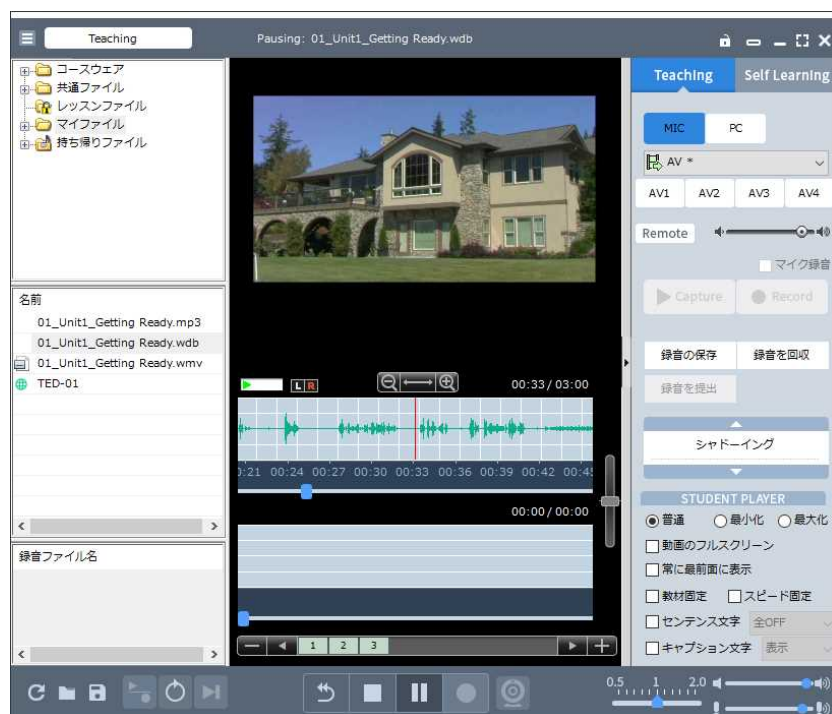 Teaching
Pausing: 01_Unit1_Getting Ready.wdb
コースウェア
共通ファイル
レッスンファイル
マイファイル
持ち帰りファイル
名前
01_Unit1_Getting Ready.mp3
01_Unit1_Getting Ready.wdb
01_Unit1_Getting Ready.wmv
TED-01
録音ファイル名
L R
00:33/03:00
0:21 00:24 00:27 00:30 00:33 00:36 00:39 00:42 00:45
00:00/00:00
1 2 3
Teaching Self Learning
MIC PC
AV *
AV1 AV2 AV3 AV4
Remote
マイク録音
Capture Record
録音の保存 録音を回収
録音を提出
シャドーイング
STUDENT PLAYER
普通 最小化 最大化
動画のフルスクリーン
常に最前面に表示
教材固定 スピード固定
センテンス文字 全OFF
キャプション文字 表示
0.5 1 2.0